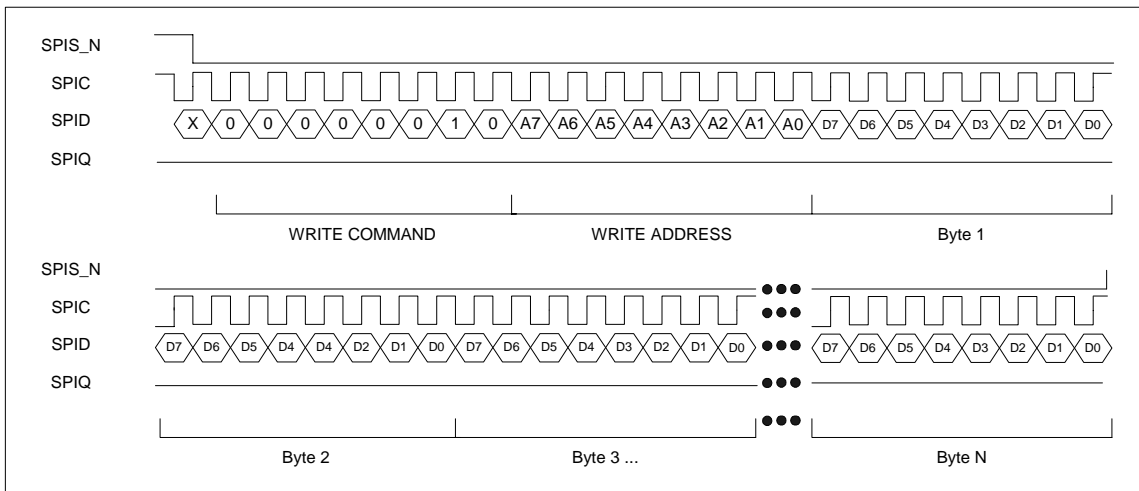 SPIS_N
SPIC
SPID X 0 0 0 0 0 0 1 0 A7 A6 A5 A4 A3 A2 A1 A0 D7 D6 D5 D4 D3 D2 D1 D0
SPIQ
WRITE COMMAND WRITE ADDRESS Byte 1
SPIS_N
SPIC
SPID D7 D6 D5 D4 D4 D2 D1 D0 D7 D6 D5 D4 D3 D2 D1 D0 D7 D6 D5 D4 D3 D2 D1 D0
SPIQ
Byte 2 Byte 3 ... Byte N